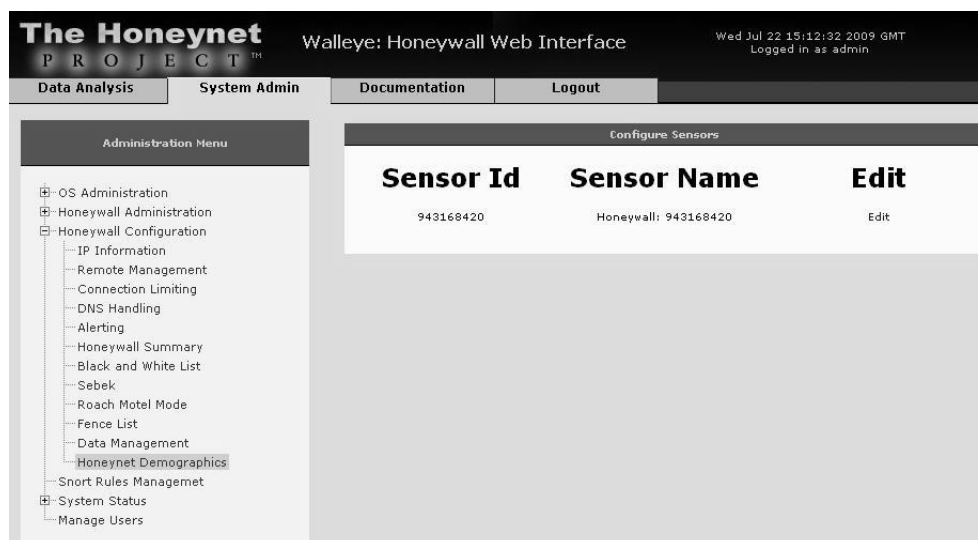 The Honeynet
PROJECT™
Walleye: Honeywall Web Interface
Wed Jul 22 15:12:32 2009 GMT
Logged in as admin
Data Analysis
System Admin
Documentation
Logout
Administration Menu
OS Administration
Honeywall Administration
Honeywall Configuration
IP Information
Remote Management
Connection Limiting
DNS Handling
Alerting
Honeywall Summary
Black and White List
Sebek
Roach Motel Mode
Fence List
Data Management
Honeynet Demographics
Snort Rules Managemet
System Status
Manage Users
Configure Sensors
Sensor Id Sensor Name Edit
943168420 Honeywall: 943168420 Edit